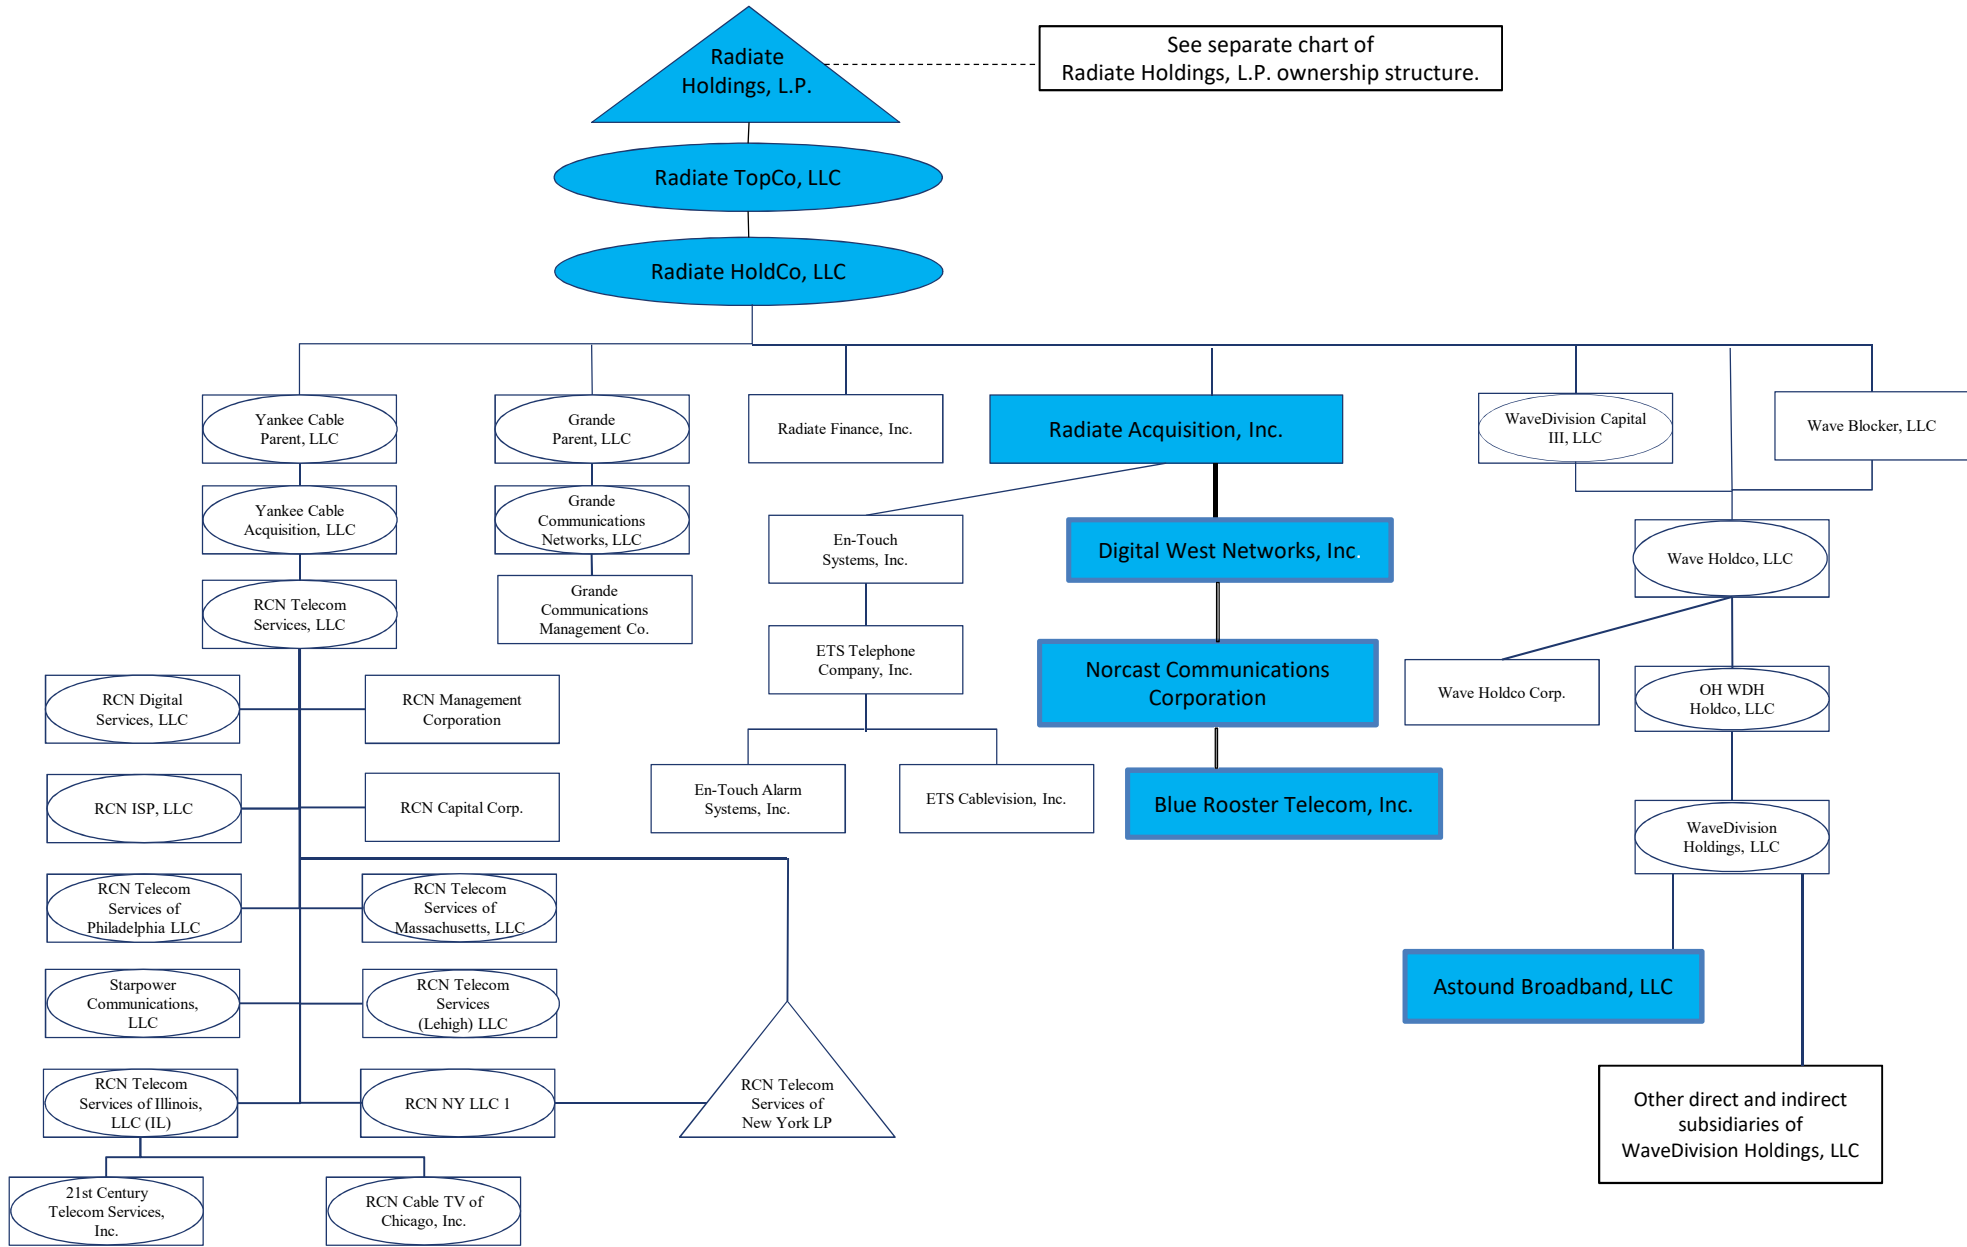 Radiate
Holdings, L.P.
See separate chart of
Radiate Holdings, L.P. ownership structure.
Radiate TopCo, LLC
Radiate HoldCo, LLC
Yankee Cable
Parent, LLC
Grande
Parent, LLC
Radiate Finance, Inc.
Radiate Acquisition, Inc.
WaveDivision Capital
III, LLC
Wave Blocker, LLC
Yankee Cable
Acquisition, LLC
Grande
Communications
Networks, LLC
En-Touch
Systems, Inc.
Digital West Networks, Inc.
Wave Holdco, LLC
RCN Telecom
Services, LLC
Grande
Communications
Management Co.
ETS Telephone
Company, Inc.
Norcast Communications
Corporation
Wave Holdco Corp.
OH WDH
Holdco, LLC
RCN Digital
Services, LLC
RCN Management
Corporation
En-Touch Alarm
Systems, Inc.
ETS Cablevision, Inc.
Blue Rooster Telecom, Inc.
RCN ISP, LLC
RCN Capital Corp.
WaveDivision
Holdings, LLC
RCN Telecom
Services of
Philadelphia LLC
RCN Telecom
Services of
Massachusetts, LLC
Astound Broadband, LLC
Starpower
Communications,
LLC
RCN Telecom
Services
(Lehigh) LLC
RCN Telecom
Services of Illinois,
LLC (IL)
RCN NY LLC 1
RCN Telecom
Services of
New York LP
Other direct and indirect
subsidiaries of
WaveDivision Holdings, LLC
21st Century
Telecom Services,
Inc.
RCN Cable TV of
Chicago, Inc.